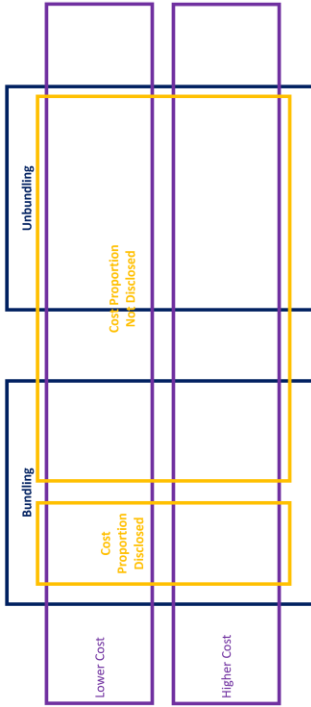 Bundling
Unbundling
Cost
Proportion
Disclosed
Cost Proportion
Not Disclosed
Lower Cost
Higher Cost